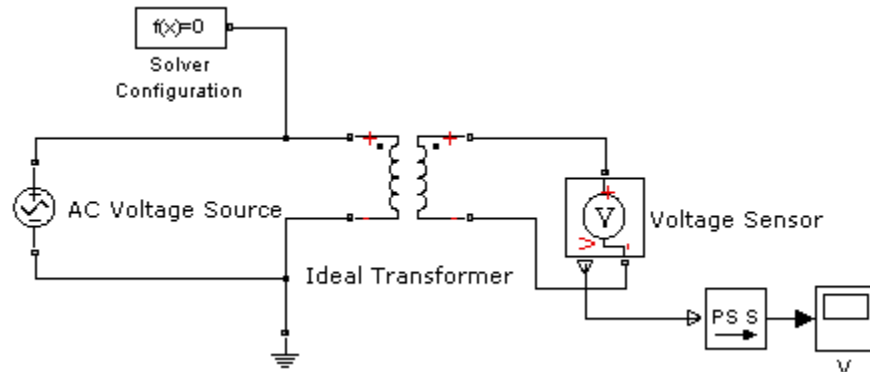 f(x)=0
Solver
Configuration
AC Voltage Source
Ideal Transformer
V
V
Voltage Sensor
PS S
V